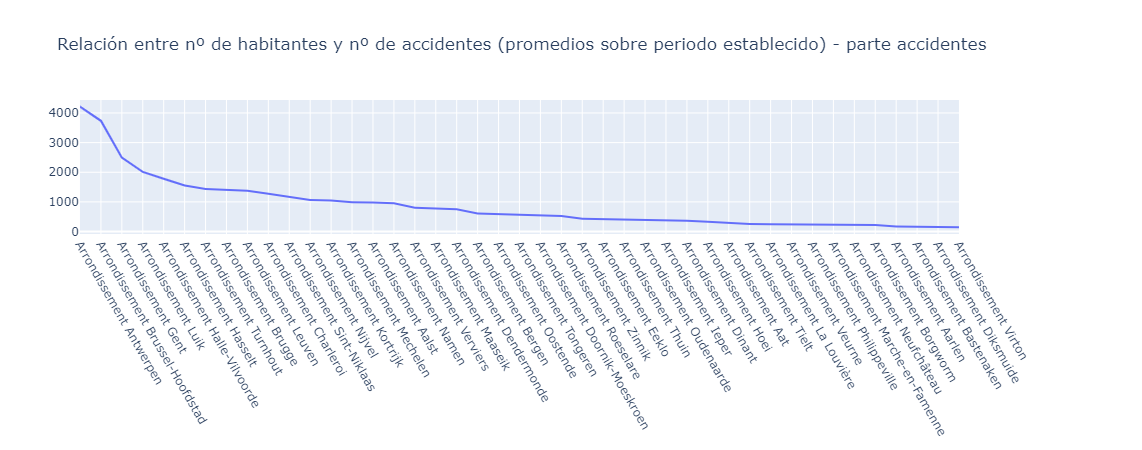 Relación entre nº de habitantes y nº de accidentes (promedios sobre periodo establecido) - parte accidentes
4000
3000
2000
1000
0
Arrondissement Antwerpen
Arrondissement Brussel-Hoofdstad
Arrondissement Gent
Arrondissement Luik
Arrondissement Halle-Vilvoorde
Arrondissement Hasselt
Arrondissement Turnhout
Arrondissement Brugge
Arrondissement Leuven
Arrondissement Charleroi
Arrondissement Sint-Niklaas
Arrondissement Nijvel
Arrondissement Kortrijk
Arrondissement Mechelen
Arrondissement Aalst
Arrondissement Namen
Arrondissement Verviers
Arrondissement Maaseik
Arrondissement Dendermonde
Arrondissement Bergen
Arrondissement Oostende
Arrondissement Tongeren
Arrondissement Doornik-Moeskroen
Arrondissement Roeselare
Arrondissement Zinnik
Arrondissement Eeklo
Arrondissement Thuin
Arrondissement Oudenaarde
Arrondissement Ieper
Arrondissement Dinant
Arrondissement Hoei
Arrondissement Aat
Arrondissement Tielt
Arrondissement La Louvière
Arrondissement Veurne
Arrondissement Philippeville
Arrondissement Marche-en-Famenne
Arrondissement Neufchâteau
Arrondissement Borgworm
Arrondissement Aarlen
Arrondissement Bastenaken
Arrondissement Diksmuide
Arrondissement Virton